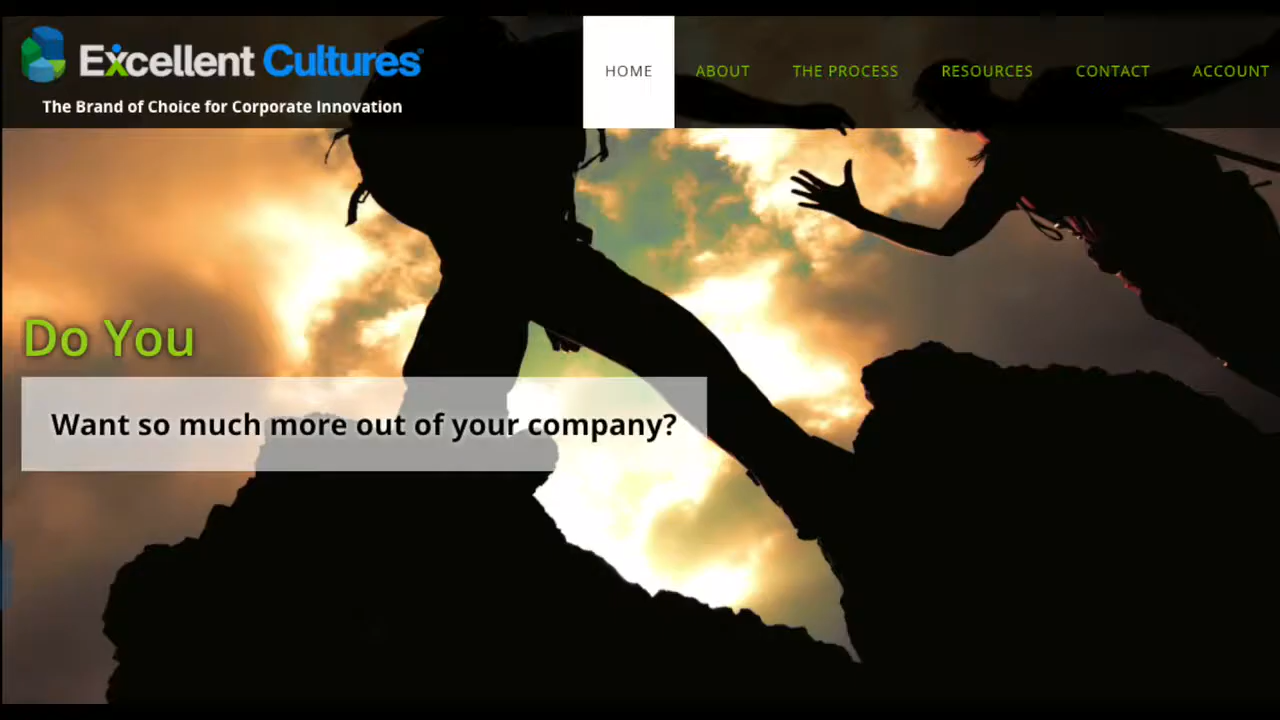 Excellent Cultures®
The Brand of Choice for Corporate Innovation
HOME ABOUT THE PROCESS RESOURCES CONTACT ACCOUNT
Do You
Want so much more out of your company?